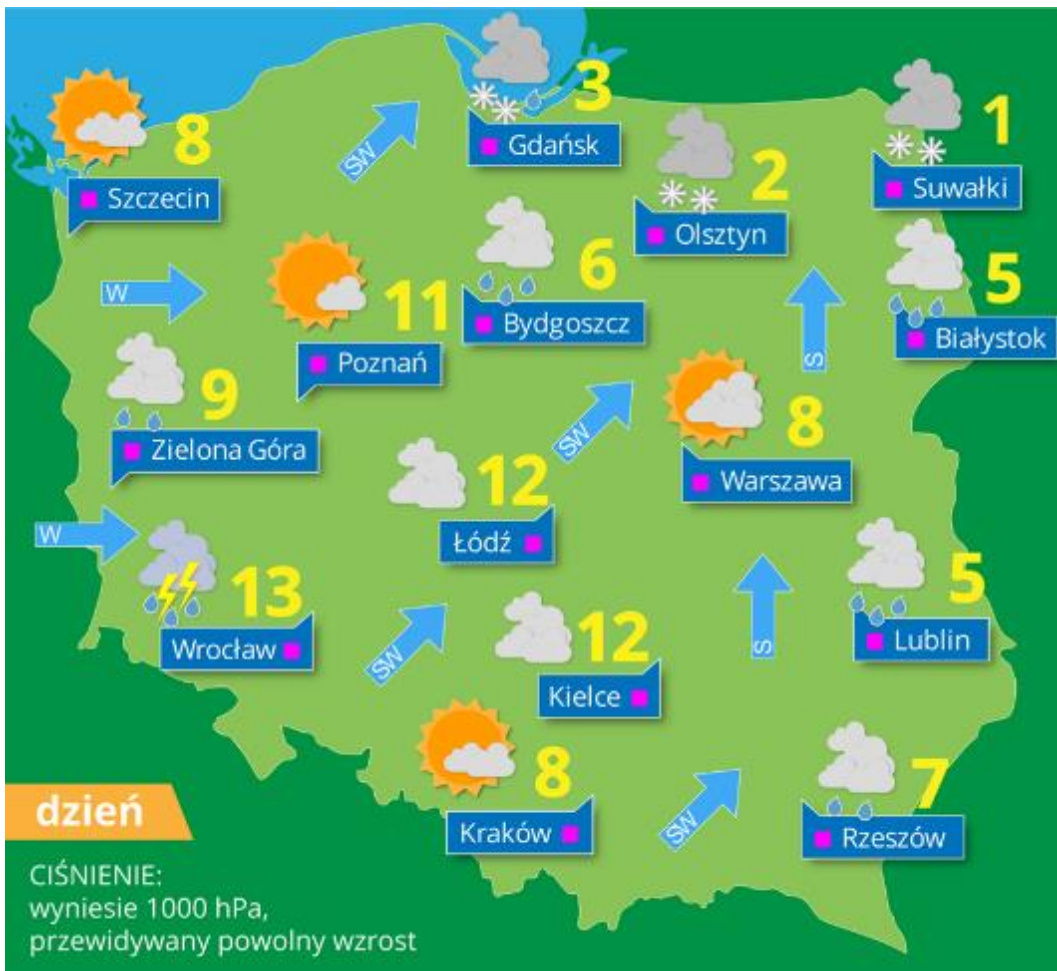 3
Gdańsk
1
Suwałki
8
Szczecin
SW
2
Olsztyn
W
11
Poznań
6
Bydgoszcz
S
5
Białystok
9
Zielona Góra
SW
8
Warszawa
12
Łódź
W
13
Wrocław
SW
12
Kielce
S
5
Lublin
8
Kraków
SW
7
Rzeszów
dzień
CIŚNIENIE:
wyniesie 1000 hPa,
przewidywany powolny wzrost